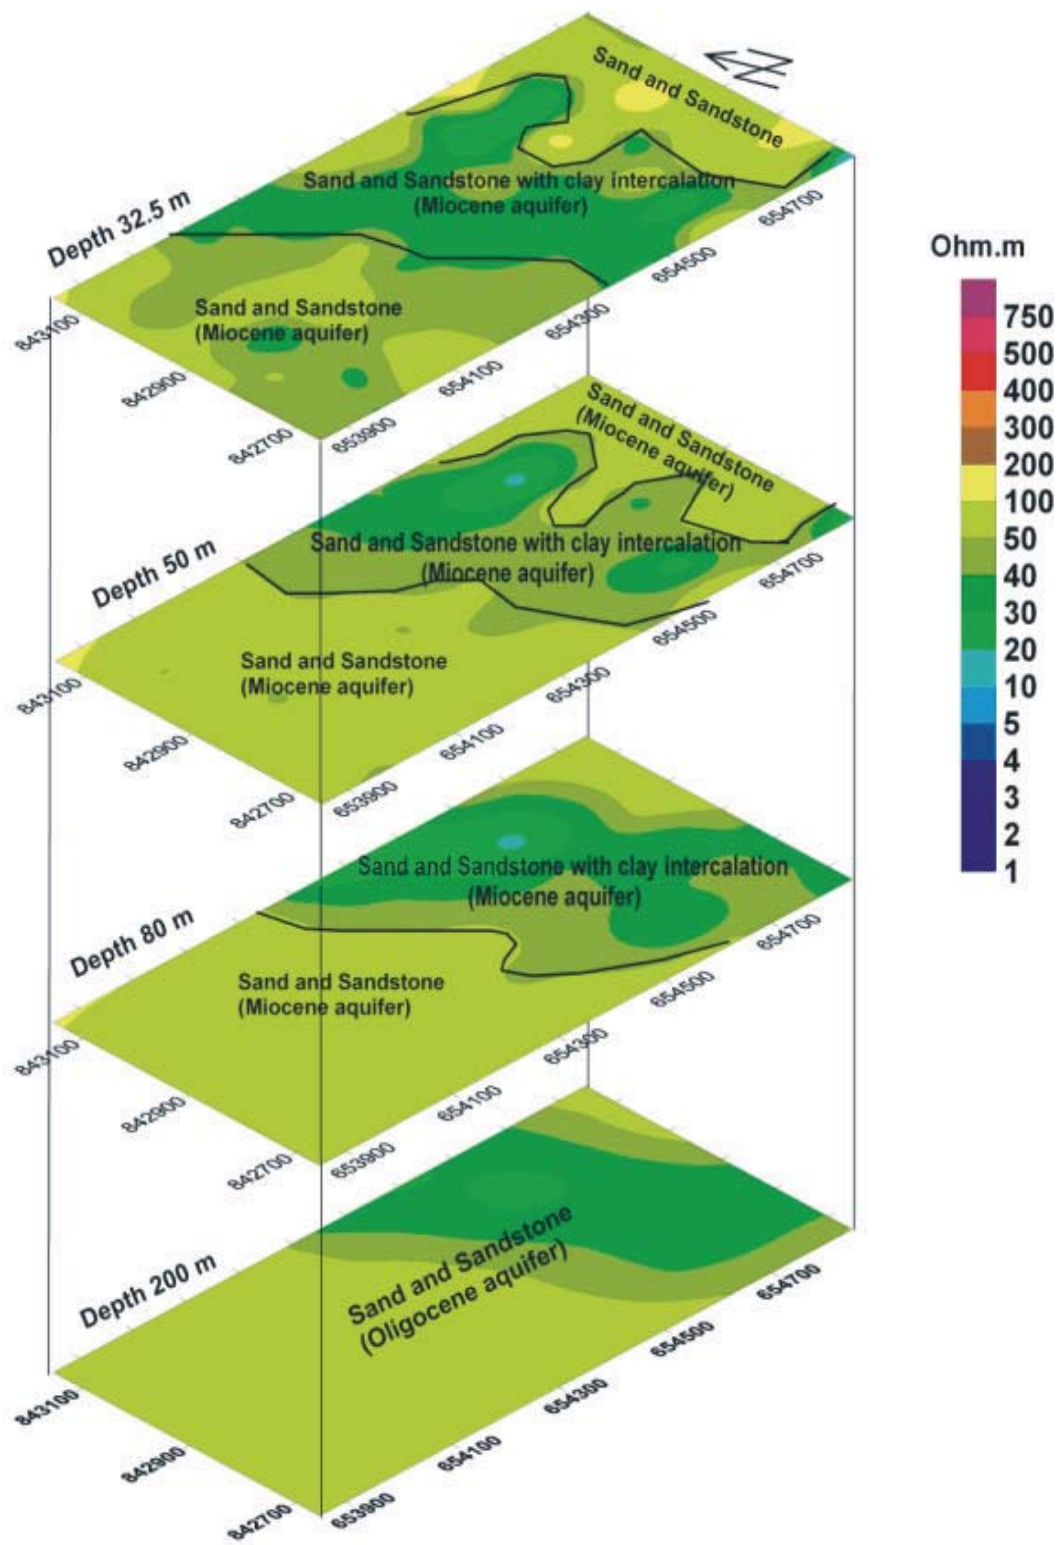 Sand and Sandstone
N
Sand and Sandstone with clay intercalation
(Miocene aquifer)
Depth 32.5 m
Sand and Sandstone
(Miocene aquifer)
843100
842900
842700
653900
654100
654300
654500
654700
Ohm.m
750
500
400
300
200
100
50
40
30
20
10
5
4
3
2
1
Sand and Sandstone
(Miocene aquifer)
Sand and Sandstone with clay intercalation
(Miocene aquifer)
Depth 50 m
Sand and Sandstone
(Miocene aquifer)
843100
842900
842700
653900
654100
654300
654500
654700
Sand and Sandstone with clay intercalation
(Miocene aquifer)
Depth 80 m
Sand and Sandstone
(Miocene aquifer)
843100
842900
842700
653900
654100
654300
654500
654700
Depth 200 m
Sand and Sandstone
(Oligocene aquifer)
843100
842900
842700
653900
654100
654300
654500
654700